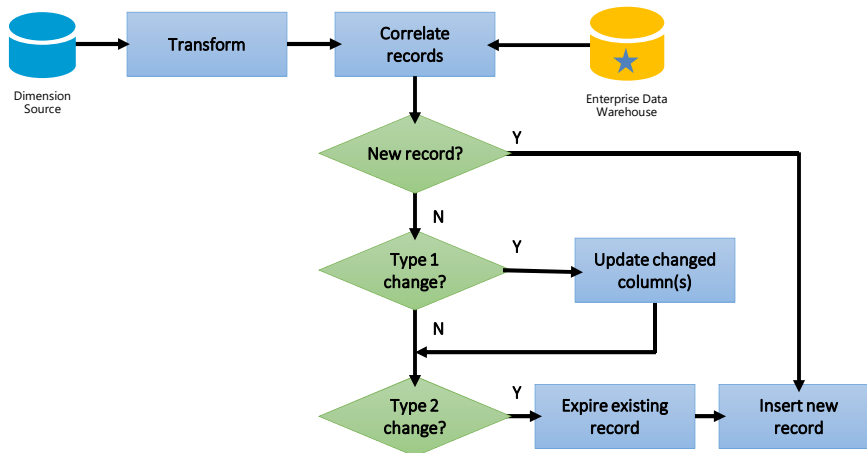 Transform
Correlate
records
Dimension
Source
Enterprise Data
Warehouse
New record?
Y
N
Type 1
change?
Y
Update changed
column(s)
N
Type 2
change?
Y
Expire existing
record
Insert new
record